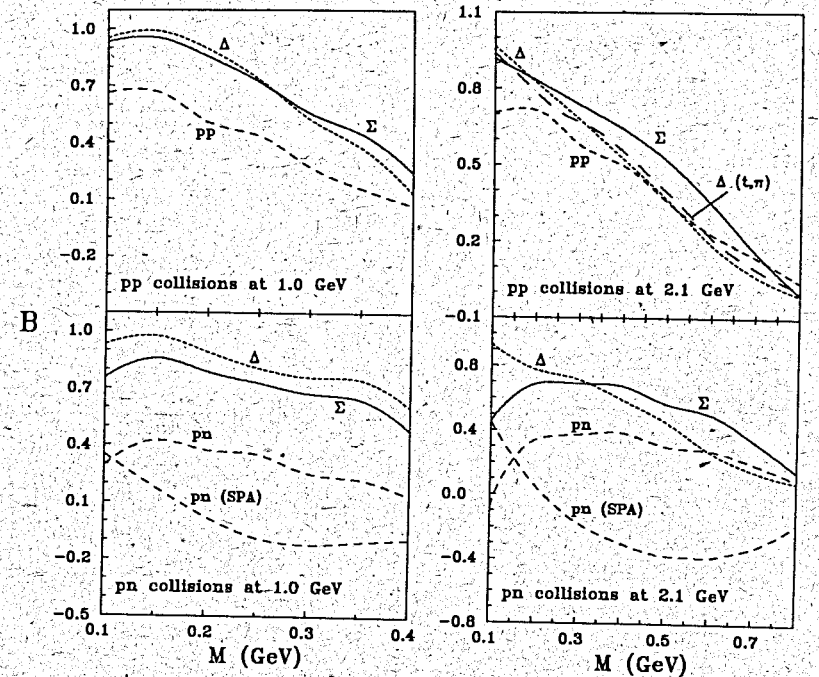 1.0
0.7
0.4
0.1
-0.2
Δ
pp
Σ
pp collisions at 1.0 GeV
1.1
0.8
0.5
0.2
-0.1
Δ
pp
Σ
Δ (t,π)
pp collisions at 2.1 GeV
B
1.0
0.7
0.4
0.1
-0.2
-0.5
Δ
Σ
pn
pn (SPA)
pn collisions at 1.0 GeV
0.1
0.2
0.3
0.4
M (GeV)
0.8
0.4
0.0
-0.4
-0.8
Δ
Σ
pn
pn (SPA)
pn collisions at 2.1 GeV
0.1
0.3
0.5
0.7
M (GeV)